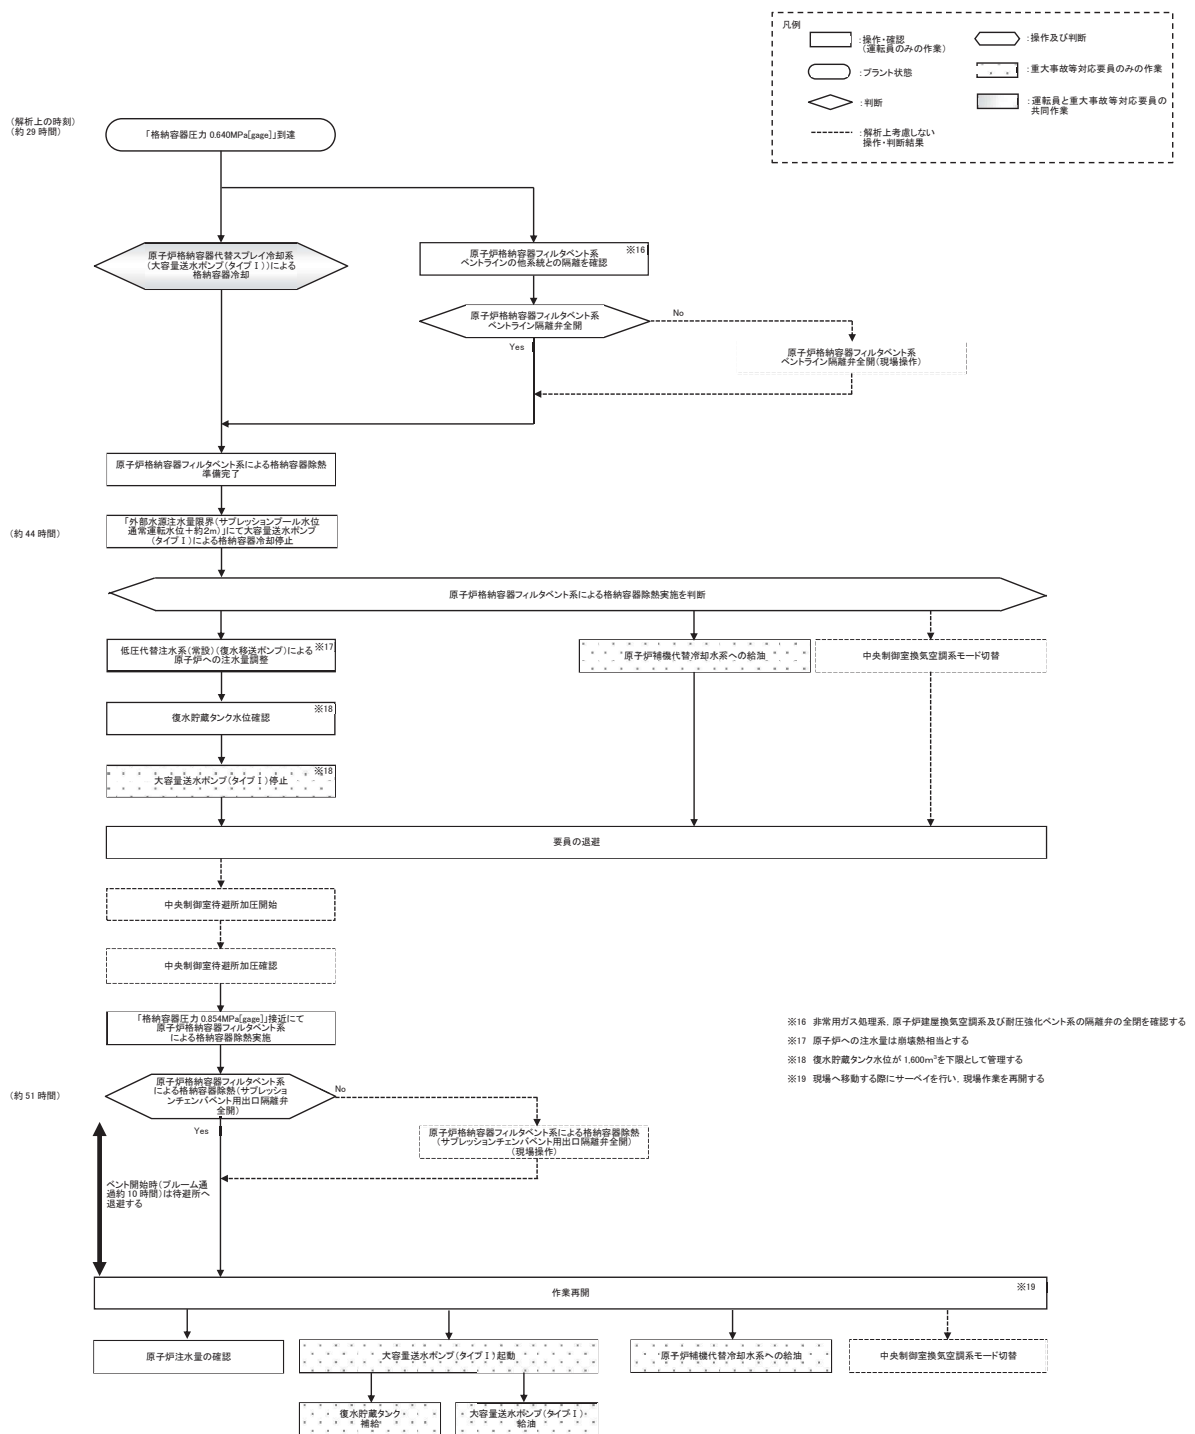 凡例
:操作・確認
(運転員のみの作業)
:操作及び判断
:プラント状態
:重大事故等対応要員のみの作業
:判断
:運転員と重大事故等対応要員の
共同作業
:解析上考慮しない
操作・判断結果
(解析上の時刻)
(約 29 時間)
「格納容器圧力 0.640MPa[gage]」到達
原子炉格納容器代替スプレイ冷却系
(大容量送水ポンプ(タイプⅠ))による
格納容器冷却
原子炉格納容器フィルタベント系
ベントラインの他系統との隔離を確認
※16
原子炉格納容器フィルタベント系
ベントライン隔離弁全開
No
Yes
原子炉格納容器フィルタベント系
ベントライン隔離弁全開(現場操作)
原子炉格納容器フィルタベント系による格納容器除熱
準備完了
(約 44 時間)
「外部水源注水量限界(サプレッションプール水位
通常運転水位+約2m)」にて大容量送水ポンプ
(タイプⅠ)による格納容器冷却停止
原子炉格納容器フィルタベント系による格納容器除熱実施を判断
低圧代替注水系(常設)(復水移送ポンプ)による
原子炉への注水量調整
※17
原子炉補機代替冷却水系への給油
中央制御室換気空調系モード切替
復水貯蔵タンク水位確認
※18
大容量送水ポンプ(タイプⅠ)停止
※18
要員の退避
中央制御室待避所加圧開始
中央制御室待避所加圧確認
「格納容器圧力 0.854MPa[gage]」接近にて
原子炉格納容器フィルタベント系
による格納容器除熱実施
※16 非常用ガス処理系，原子炉建屋換気空調系及び耐圧強化ベント系の隔離弁の全閉を確認する
※17 原子炉への注水量は崩壊熱相当とする
※18 復水貯蔵タンク水位が 1,600m³を下限として管理する
※19 現場へ移動する際にサーベイを行い，現場作業を再開する
(約 51 時間)
原子炉格納容器フィルタベント系
による格納容器除熱(サプレッショ
ンチェンバベント用出口隔離弁
全開)
No
Yes
原子炉格納容器フィルタベント系による格納容器除熱
(サプレッションチェンバベント用出口隔離弁全開)
(現場操作)
ベント開始時(プルーム通
過約 10 時間)は待避所へ
退避する
作業再開
※19
原子炉注水量の確認
大容量送水ポンプ(タイプⅠ)起動
原子炉補機代替冷却水系への給油
中央制御室換気空調系モード切替
復水貯蔵タンク
補給
大容量送水ポンプ(タイプⅠ)
給油